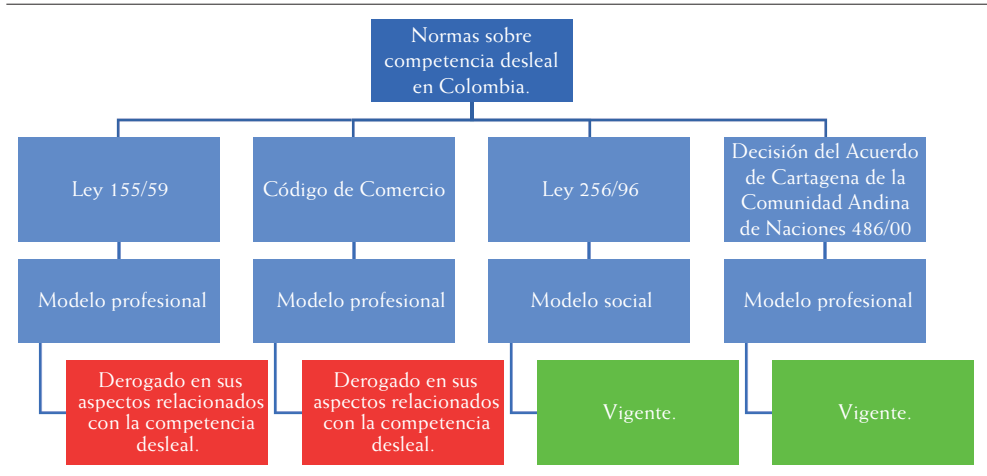 Normas sobre
competencia desleal
en Colombia.
Ley 155/59
Código de Comercio
Ley 256/96
Decisión del Acuerdo
de Cartagena de la
Comunidad Andina
de Naciones 486/00
Modelo profesional
Modelo profesional
Modelo social
Modelo profesional
Derogado en sus
aspectos relacionados
con la competencia
desleal.
Derogado en sus
aspectos relacionados
con la competencia
desleal.
Vigente.
Vigente.